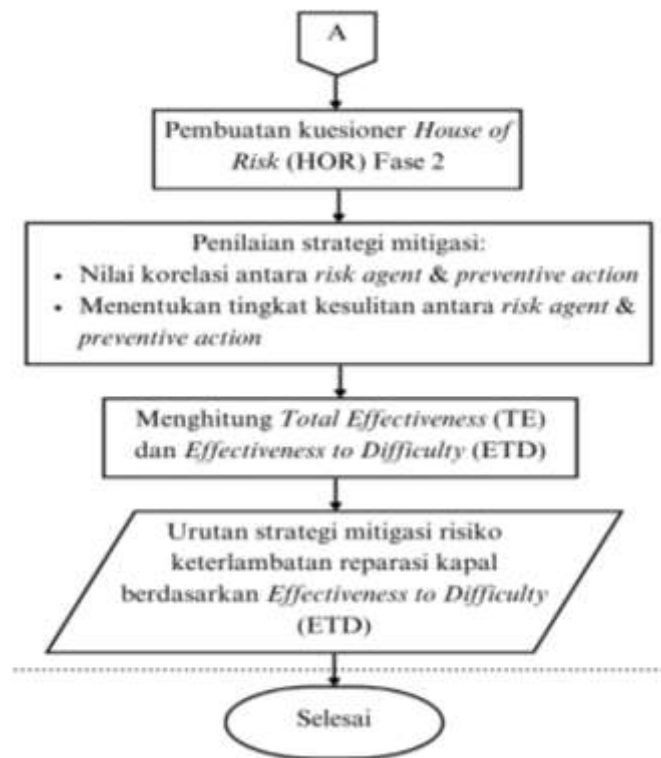 A
Pembuatan kuesioner House of
Risk (HOR) Fase 2
Penilaian strategi mitigasi:
• Nilai korelasi antara risk agent & preventive action
• Menentukan tingkat kesulitan antara risk agent &
preventive action
Menghitung Total Effectiveness (TE)
dan Effectiveness to Difficulty (ETD)
Urutan strategi mitigasi risiko
keterlambatan reparasi kapal
berdasarkan Effectiveness to Difficulty
(ETD)
Selesai